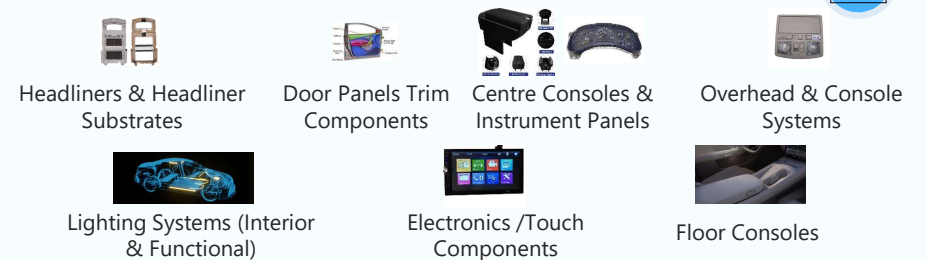 Headliners & Headliner
Substrates
Door Panels Trim
Components
Centre Consoles &
Instrument Panels
Overhead & Console
Systems
Lighting Systems (Interior
& Functional)
Electronics /Touch
Components
Floor Consoles